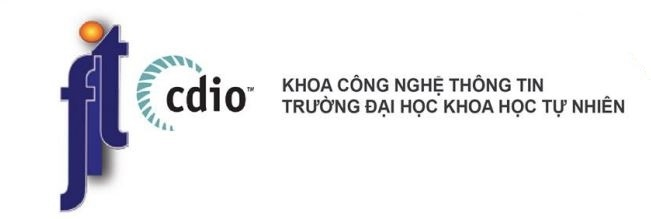 fit
cdio™
KHOA CÔNG NGHỆ THÔNG TIN
TRƯỜNG ĐẠI HỌC KHOA HỌC TỰ NHIÊN